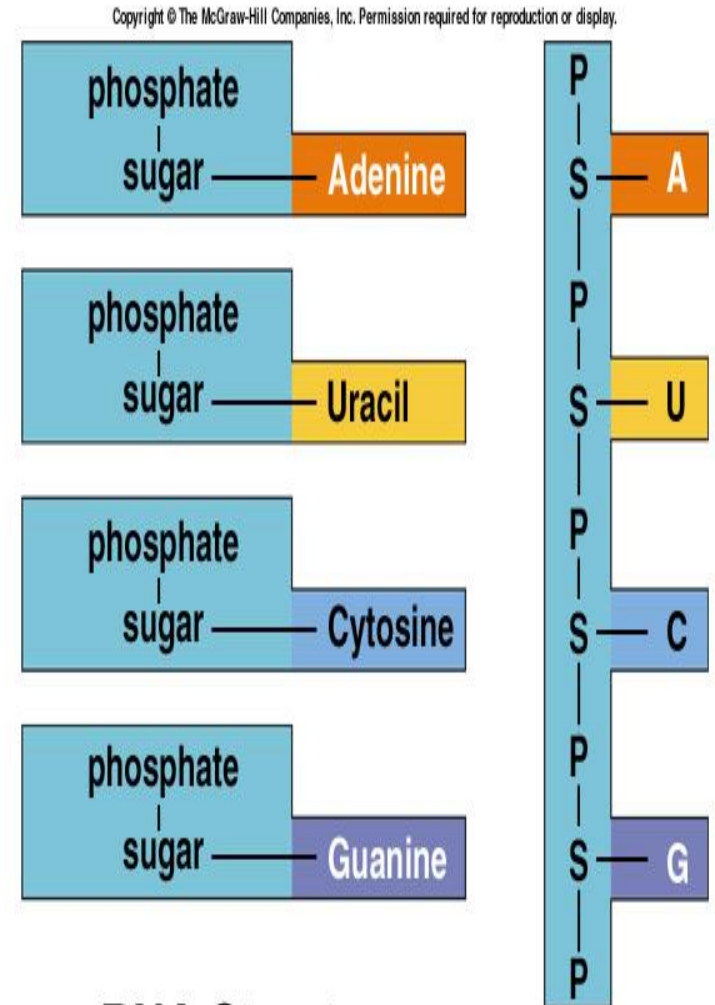 Copyright © The McGraw-Hill Companies, Inc. Permission required for reproduction or display.
phosphate
sugar Adenine
phosphate
sugar Uracil
phosphate
sugar Cytosine
phosphate
sugar Guanine
P
S A
P
S U
P
S C
P
S G
P